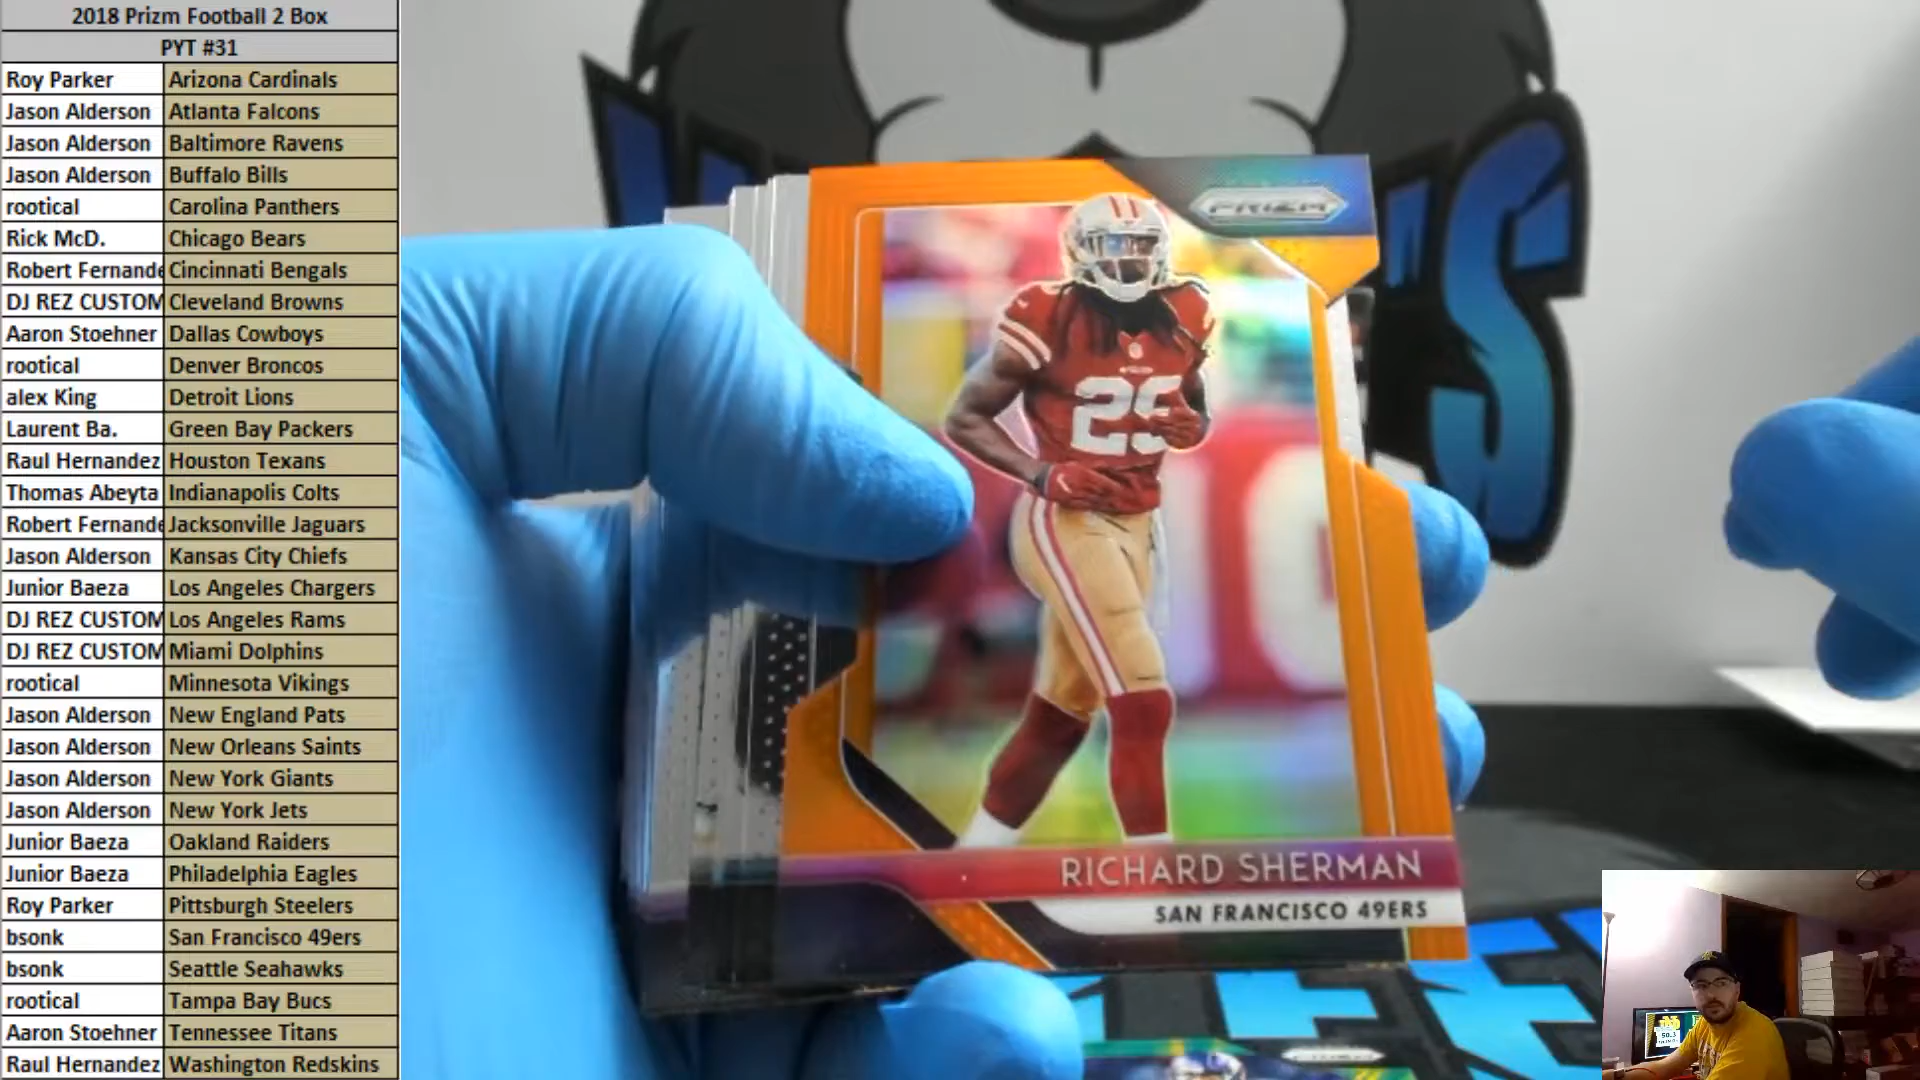 2018 Prizm Football 2 Box
PYT #31
Roy Parker Arizona Cardinals
Jason Alderson Atlanta Falcons
Jason Alderson Baltimore Ravens
Jason Alderson Buffalo Bills
rootical Carolina Panthers
Rick McD. Chicago Bears
Robert Fernande Cincinnati Bengals
DJ REZ CUSTOM Cleveland Browns
Aaron Stoehner Dallas Cowboys
rootical Denver Broncos
alex King Detroit Lions
Laurent Ba. Green Bay Packers
Raul Hernandez Houston Texans
Thomas Abeyta Indianapolis Colts
Robert Fernande Jacksonville Jaguars
Jason Alderson Kansas City Chiefs
Junior Baeza Los Angeles Chargers
DJ REZ CUSTOM Los Angeles Rams
DJ REZ CUSTOM Miami Dolphins
rootical Minnesota Vikings
Jason Alderson New England Pats
Jason Alderson New Orleans Saints
Jason Alderson New York Giants
Jason Alderson New York Jets
Junior Baeza Oakland Raiders
Junior Baeza Philadelphia Eagles
Roy Parker Pittsburgh Steelers
bsonk San Francisco 49ers
bsonk Seattle Seahawks
rootical Tampa Bay Bucs
Aaron Stoehner Tennessee Titans
Raul Hernandez Washington Redskins
PRIZM
25
RICHARD SHERMAN
SAN FRANCISCO 49ERS